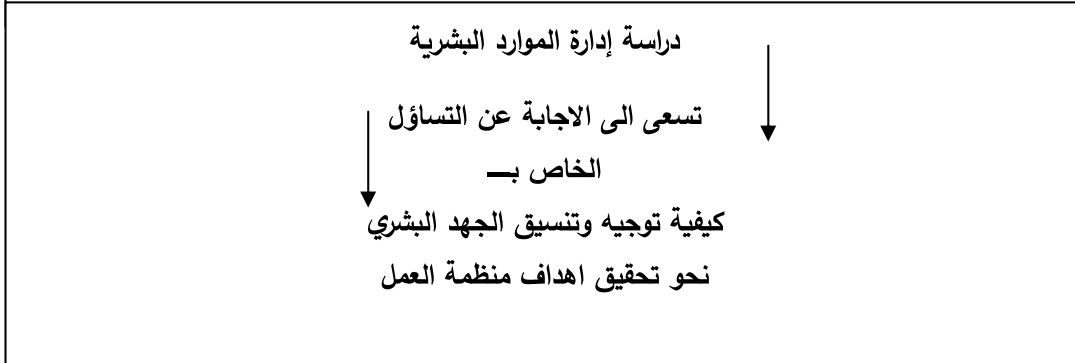 دراسة إدارة الموارد البشرية
تسعى الى الاجابة عن التساؤل
الخاص بـــ
كيفية توجيه وتنسيق الجهد البشري
نحو تحقيق اهداف منظمة العمل